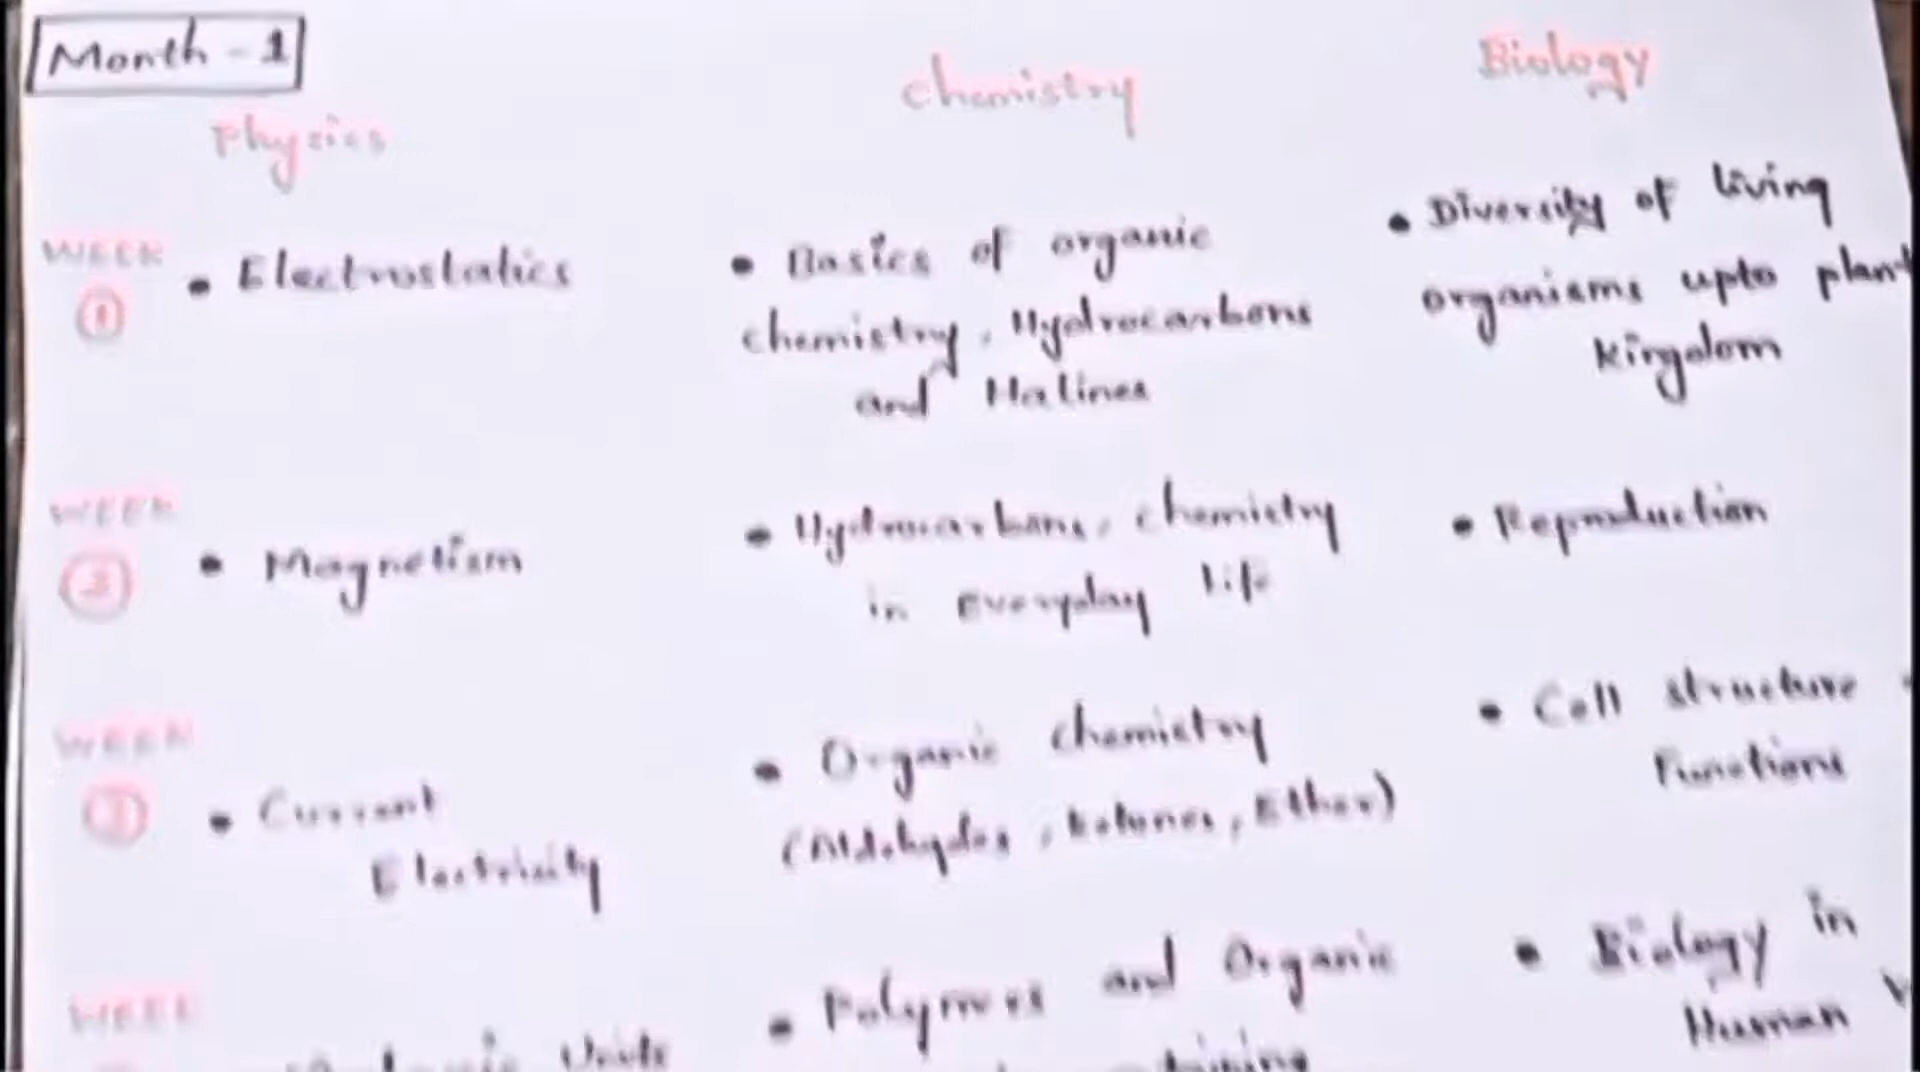 Month - 1
Physics
Chemistry
Biology
WEEK
①
• Electrostatics
• Basics of organic
chemistry, Hydrocarbons
and Halines
• Diversity of living
organisms upto plant
kingdom
WEEK
②
• Magnetism
• Hydrocarbons, chemistry
in everyday life
• Reproduction
WEEK
③
• Current
Electricity
• Organic chemistry
(Aldehydes, ketones, Ether)
• Cell structure
Functions
WEEK
Units
• Polymers and Organic
• Biology in
Human